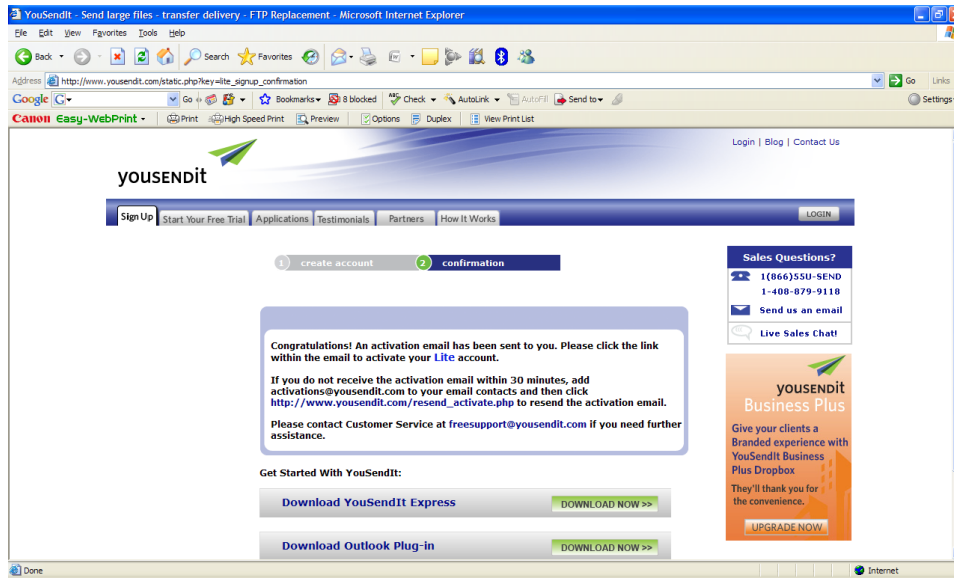 YouSendIt - Send large files - transfer delivery - FTP Replacement - Microsoft Internet Explorer
File Edit View Favorites Tools Help
Back Search Favorites
Address http://www.yousendit.com/static.php?key=lite_signup_confirmation Go Links
Google G Go Bookmarks 8 blocked Check AutoLink AutoFill Send to Settings
Canon Easy-WebPrint Print High Speed Print Preview Options Duplex View Print List
Login | Blog | Contact Us
YOUSENDit
Sign Up Start Your Free Trial Applications Testimonials Partners How It Works LOGIN
1 create account 2 confirmation
Congratulations! An activation email has been sent to you. Please click the link
within the email to activate your Lite account.
If you do not receive the activation email within 30 minutes, add
activations@yousendit.com to your email contacts and then click
http://www.yousendit.com/resend_activate.php to resend the activation email.
Please contact Customer Service at freesupport@yousendit.com if you need further
assistance.
Get Started With YouSendIt:
Download YouSendIt Express DOWNLOAD NOW >>
Download Outlook Plug-in DOWNLOAD NOW >>
Sales Questions?
1(866)55U-SEND
1-408-879-9118
Send us an email
Live Sales Chat!
YOUSENDit
Business Plus
Give your clients a
Branded experience with
YouSendIt Business
Plus Dropbox
They'll thank you for
the convenience.
UPGRADE NOW
Done Internet